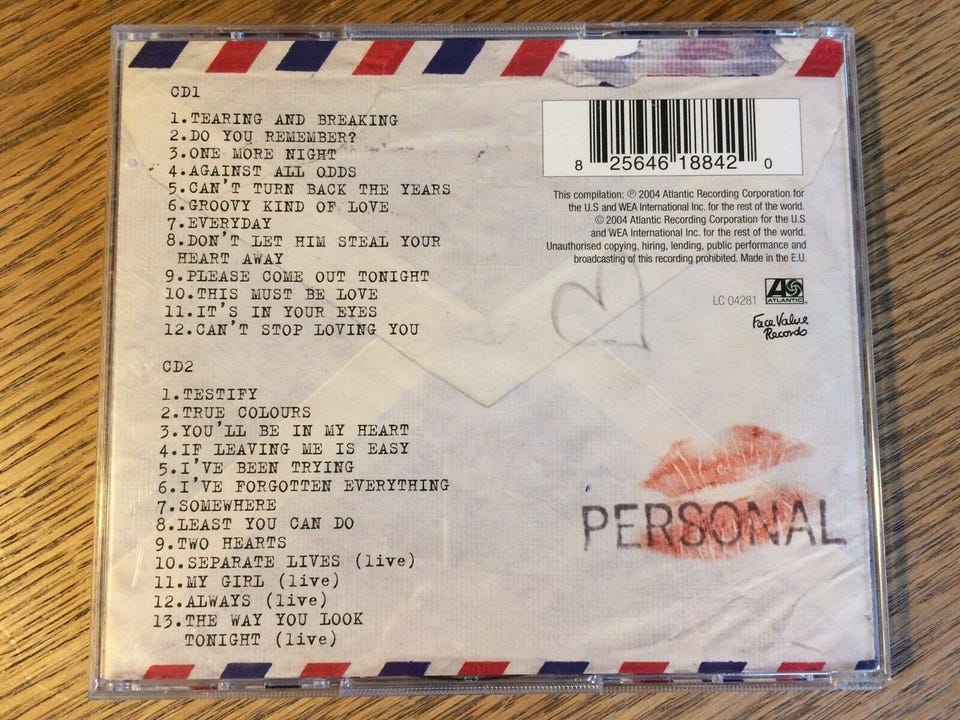 CD1
1.TEARING AND BREAKING
2.DO YOU REMEMBER?
3.ONE MORE NIGHT
4.AGAINST ALL ODDS
5.CAN'T TURN BACK THE YEARS
6.GROOVY KIND OF LOVE
7.EVERYDAY
8.DON'T LET HIM STEAL YOUR
HEART AWAY
9.PLEASE COME OUT TONIGHT
10.THIS MUST BE LOVE
11.IT'S IN YOUR EYES
12.CAN'T STOP LOVING YOU
CD2
1.TESTIFY
2.TRUE COLOURS
3.YOU'LL BE IN MY HEART
4.IF LEAVING ME IS EASY
5.I'VE BEEN TRYING
6.I'VE FORGOTTEN EVERYTHING
7.SOMEWHERE
8.LEAST YOU CAN DO
9.TWO HEARTS
10.SEPARATE LIVES (live)
11.MY GIRL (live)
12.ALWAYS (live)
13.THE WAY YOU LOOK
TONIGHT (live)
8 25646 18842 0
This compilation: ℗ 2004 Atlantic Recording Corporation for
the U.S and WEA International Inc. for the rest of the world.
© 2004 Atlantic Recording Corporation for the U.S
and WEA International Inc. for the rest of the world.
Unauthorised copying, hiring, lending, public performance and
broadcasting of this recording prohibited. Made in the E.U.
LC 04281
ATLANTIC
Face Value
Records
PERSONAL